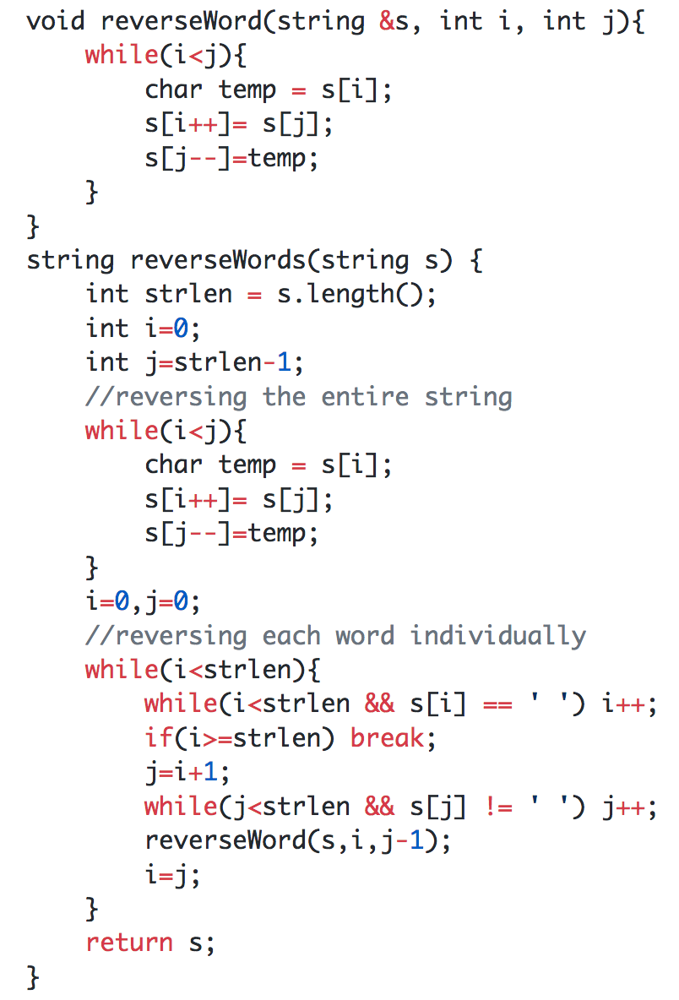 void reverseWord(string &s, int i, int j){
    while(i<j){
        char temp = s[i];
        s[i++]= s[j];
        s[j--]=temp;
    }
}
string reverseWords(string s) {
    int strlen = s.length();
    int i=0;
    int j=strlen-1;
    //reversing the entire string
    while(i<j){
        char temp = s[i];
        s[i++]= s[j];
        s[j--]=temp;
    }
    i=0,j=0;
    //reversing each word individually
    while(i<strlen){
        while(i<strlen && s[i] == ' ') i++;
        if(i>=strlen) break;
        j=i+1;
        while(j<strlen && s[j] != ' ') j++;
        reverseWord(s,i,j-1);
        i=j;
    }
    return s;
}